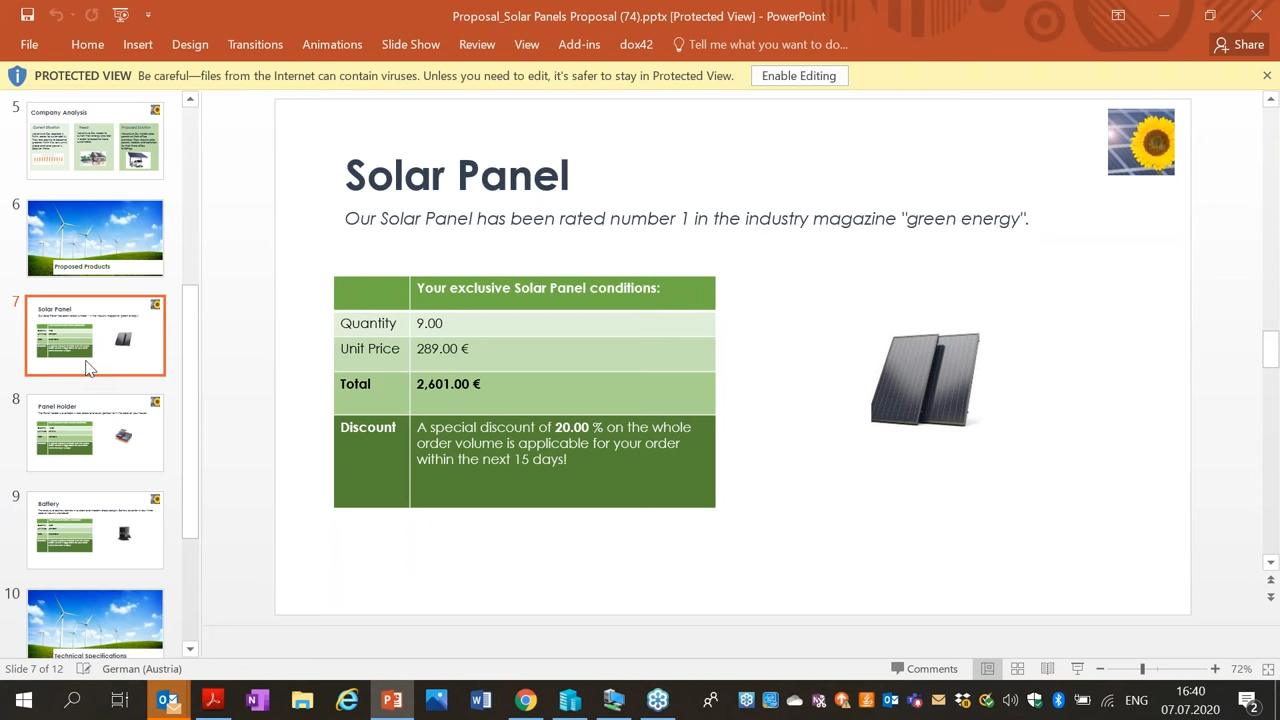 Proposal_Solar Panels Proposal (74).pptx [Protected View] - PowerPoint
File Home Insert Design Transitions Animations Slide Show Review View Add-ins dox42 Tell me what you want to do... Share
PROTECTED VIEW Be careful—files from the Internet can contain viruses. Unless you need to edit, it's safer to stay in Protected View. Enable Editing
5
Company Analysis
Current Situation Need Proposed Solution
6
Proposed Products
7
Solar Panel
8
Panel Holder
9
Battery
10
Technical Specifications
Solar Panel
Our Solar Panel has been rated number 1 in the industry magazine "green energy".
Your exclusive Solar Panel conditions:
Quantity 9.00
Unit Price 289.00 €
Total 2,601.00 €
Discount A special discount of 20.00 % on the whole
order volume is applicable for your order
within the next 15 days!
Slide 7 of 12 German (Austria) Comments 72%
ENG 16:40
07.07.2020 2